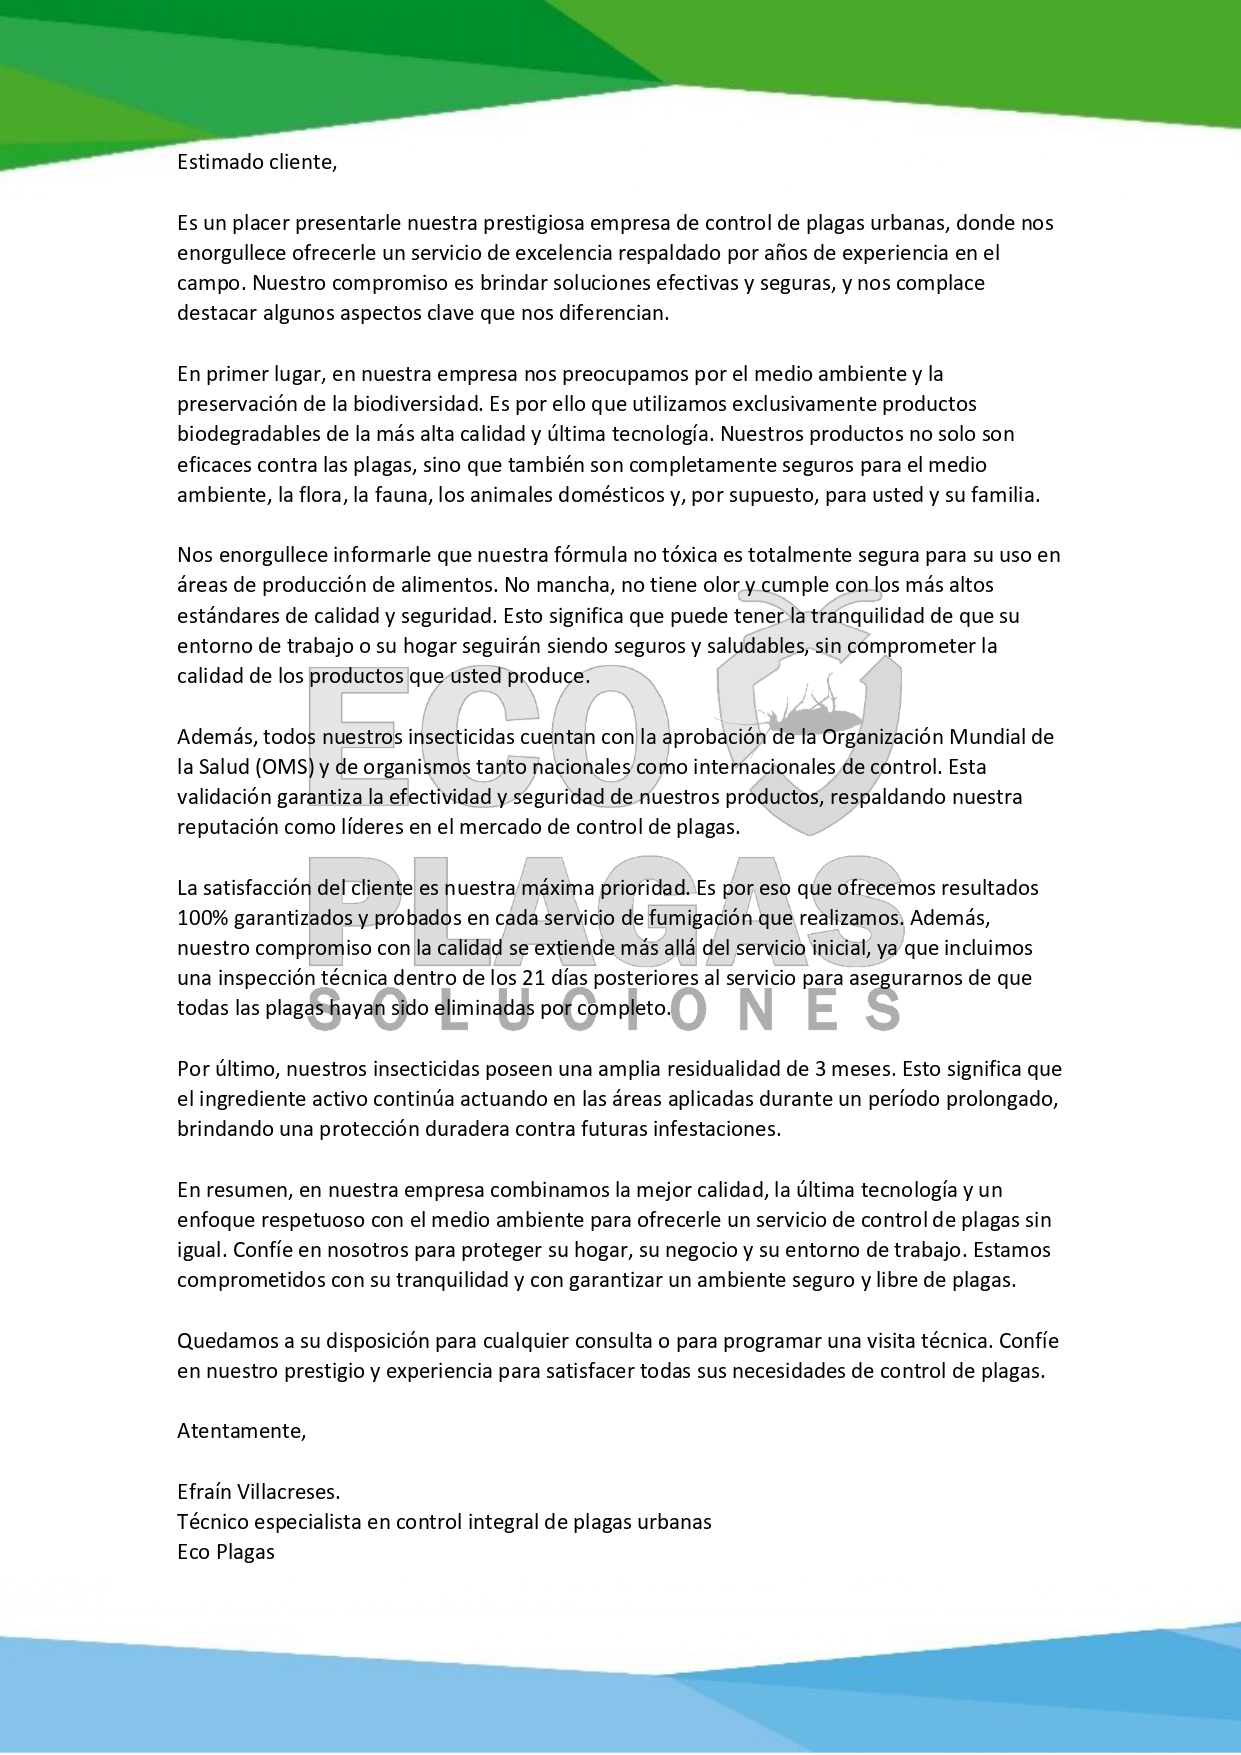 Estimado cliente,
Es un placer presentarle nuestra prestigiosa empresa de control de plagas urbanas, donde nos
enorgullece ofrecerle un servicio de excelencia respaldado por años de experiencia en el
campo. Nuestro compromiso es brindar soluciones efectivas y seguras, y nos complace
destacar algunos aspectos clave que nos diferencian.
En primer lugar, en nuestra empresa nos preocupamos por el medio ambiente y la
preservación de la biodiversidad. Es por ello que utilizamos exclusivamente productos
biodegradables de la más alta calidad y última tecnología. Nuestros productos no solo son
eficaces contra las plagas, sino que también son completamente seguros para el medio
ambiente, la flora, la fauna, los animales domésticos y, por supuesto, para usted y su familia.
Nos enorgullece informarle que nuestra fórmula no tóxica es totalmente segura para su uso en
áreas de producción de alimentos. No mancha, no tiene olor y cumple con los más altos
estándares de calidad y seguridad. Esto significa que puede tener la tranquilidad de que su
entorno de trabajo o su hogar seguirán siendo seguros y saludables, sin comprometer la
calidad de los productos que usted produce.
Además, todos nuestros insecticidas cuentan con la aprobación de la Organización Mundial de
la Salud (OMS) y de organismos tanto nacionales como internacionales de control. Esta
validación garantiza la efectividad y seguridad de nuestros productos, respaldando nuestra
reputación como líderes en el mercado de control de plagas.
La satisfacción del cliente es nuestra máxima prioridad. Es por eso que ofrecemos resultados
100% garantizados y probados en cada servicio de fumigación que realizamos. Además,
nuestro compromiso con la calidad se extiende más allá del servicio inicial, ya que incluimos
una inspección técnica dentro de los 21 días posteriores al servicio para asegurarnos de que
todas las plagas hayan sido eliminadas por completo.
Por último, nuestros insecticidas poseen una amplia residualidad de 3 meses. Esto significa que
el ingrediente activo continúa actuando en las áreas aplicadas durante un período prolongado,
brindando una protección duradera contra futuras infestaciones.
En resumen, en nuestra empresa combinamos la mejor calidad, la última tecnología y un
enfoque respetuoso con el medio ambiente para ofrecerle un servicio de control de plagas sin
igual. Confíe en nosotros para proteger su hogar, su negocio y su entorno de trabajo. Estamos
comprometidos con su tranquilidad y con garantizar un ambiente seguro y libre de plagas.
Quedamos a su disposición para cualquier consulta o para programar una visita técnica. Confíe
en nuestro prestigio y experiencia para satisfacer todas sus necesidades de control de plagas.
Atentamente,
Efraín Villacreses.
Técnico especialista en control integral de plagas urbanas
Eco Plagas
ECO
PLAGAS
SOLUCIONES